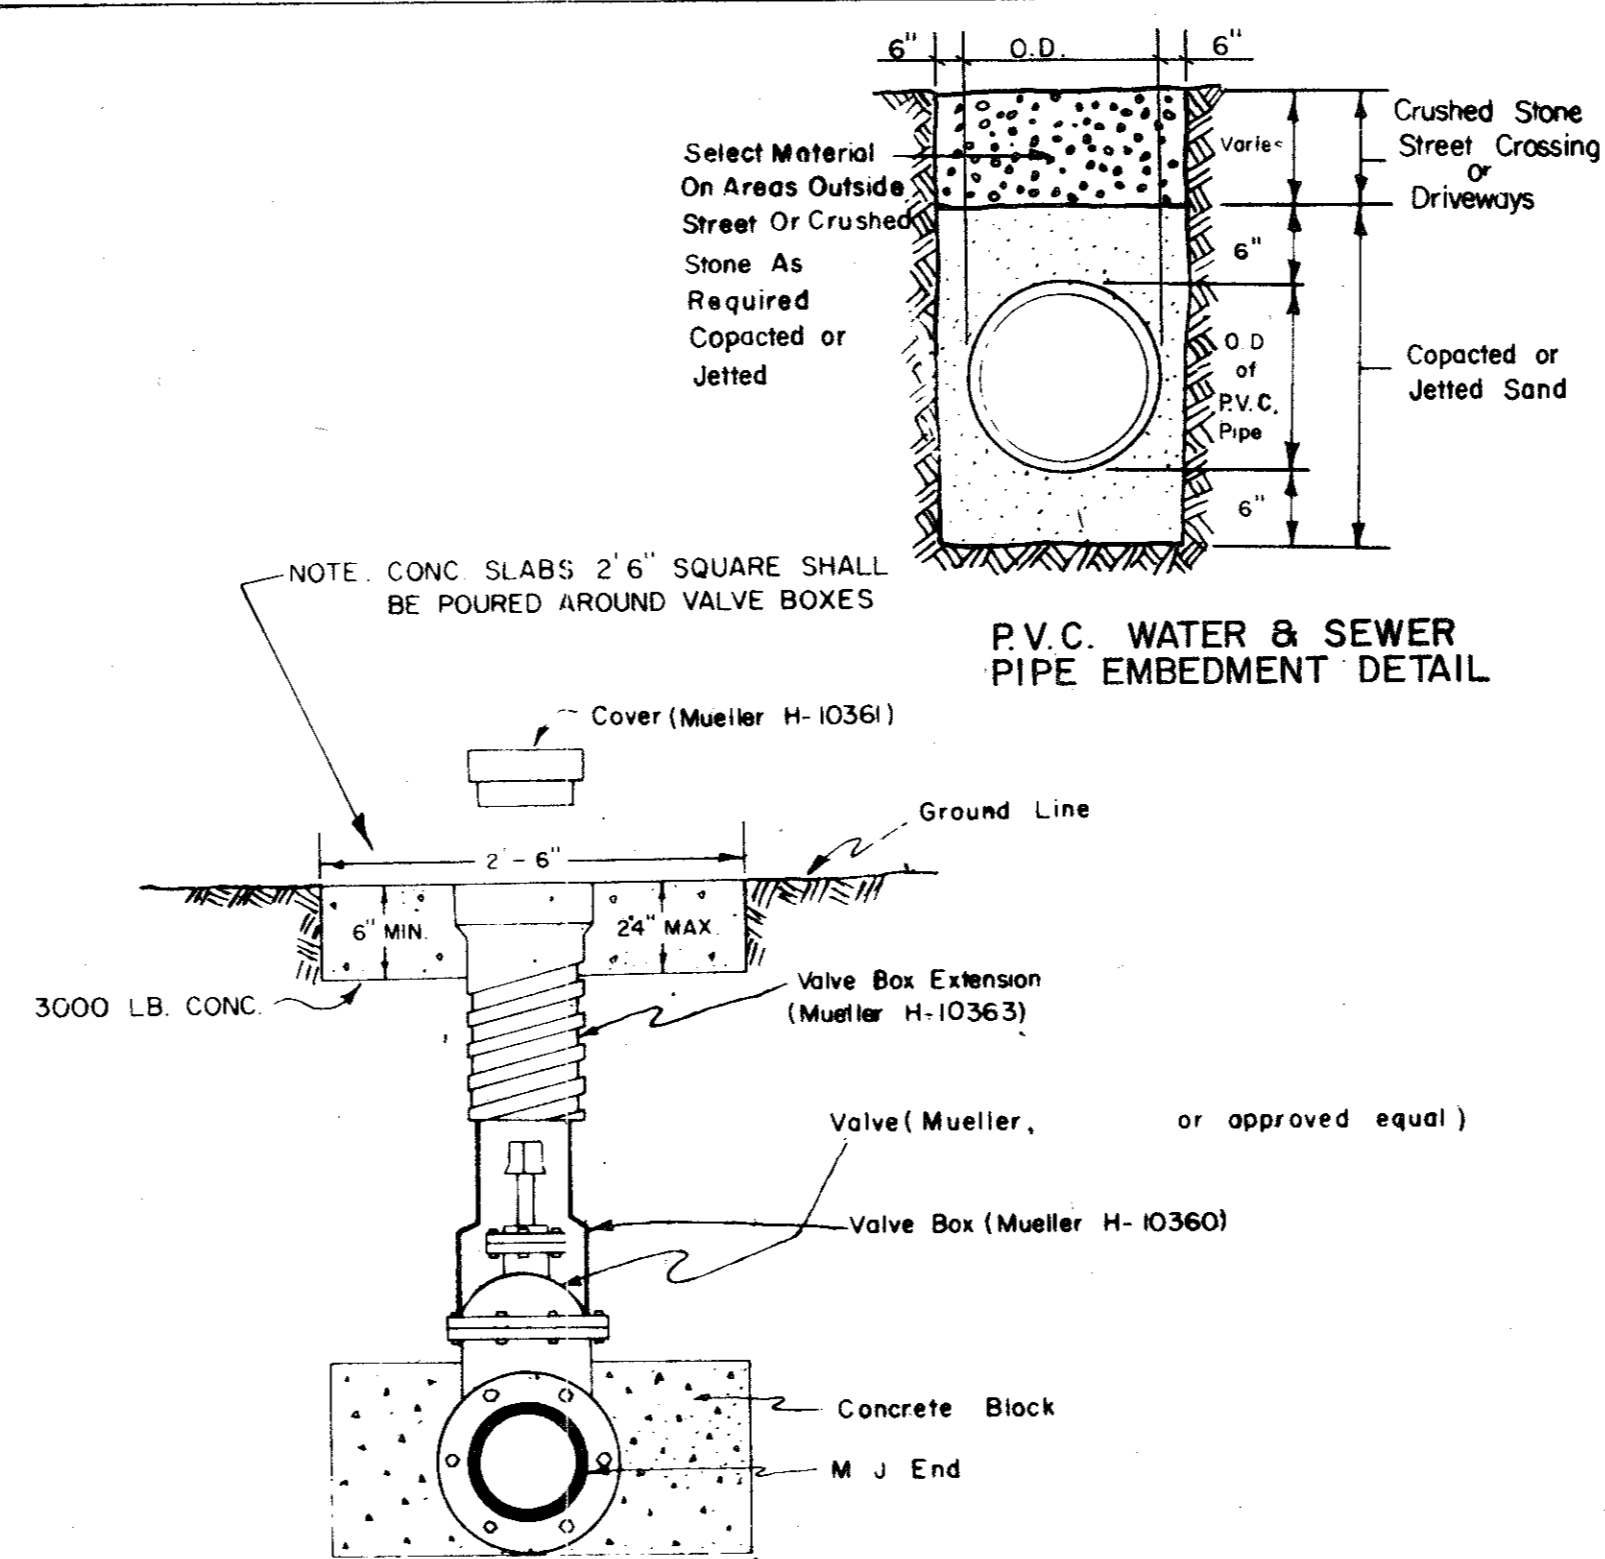 6" O.D. 6"
Select Material
On Areas Outside
Street Or Crushed
Stone As
Required
Copacted or
Jetted
Varies
6"
O.D
of
P.V.C.
Pipe
6"
Crushed Stone
Street Crossing
or
Driveways
Copacted or
Jetted Sand
P.V.C. WATER & SEWER
PIPE EMBEDMENT DETAIL
NOTE. CONC. SLABS 2'6" SQUARE SHALL
BE POURED AROUND VALVE BOXES
Cover (Mueller H-10361)
Ground Line
2'-6"
6" MIN.
24" MAX.
3000 LB. CONC.
Valve Box Extension
(Mueller H-10363)
Valve (Mueller, or approved equal)
Valve Box (Mueller H-10360)
Concrete Block
M J End